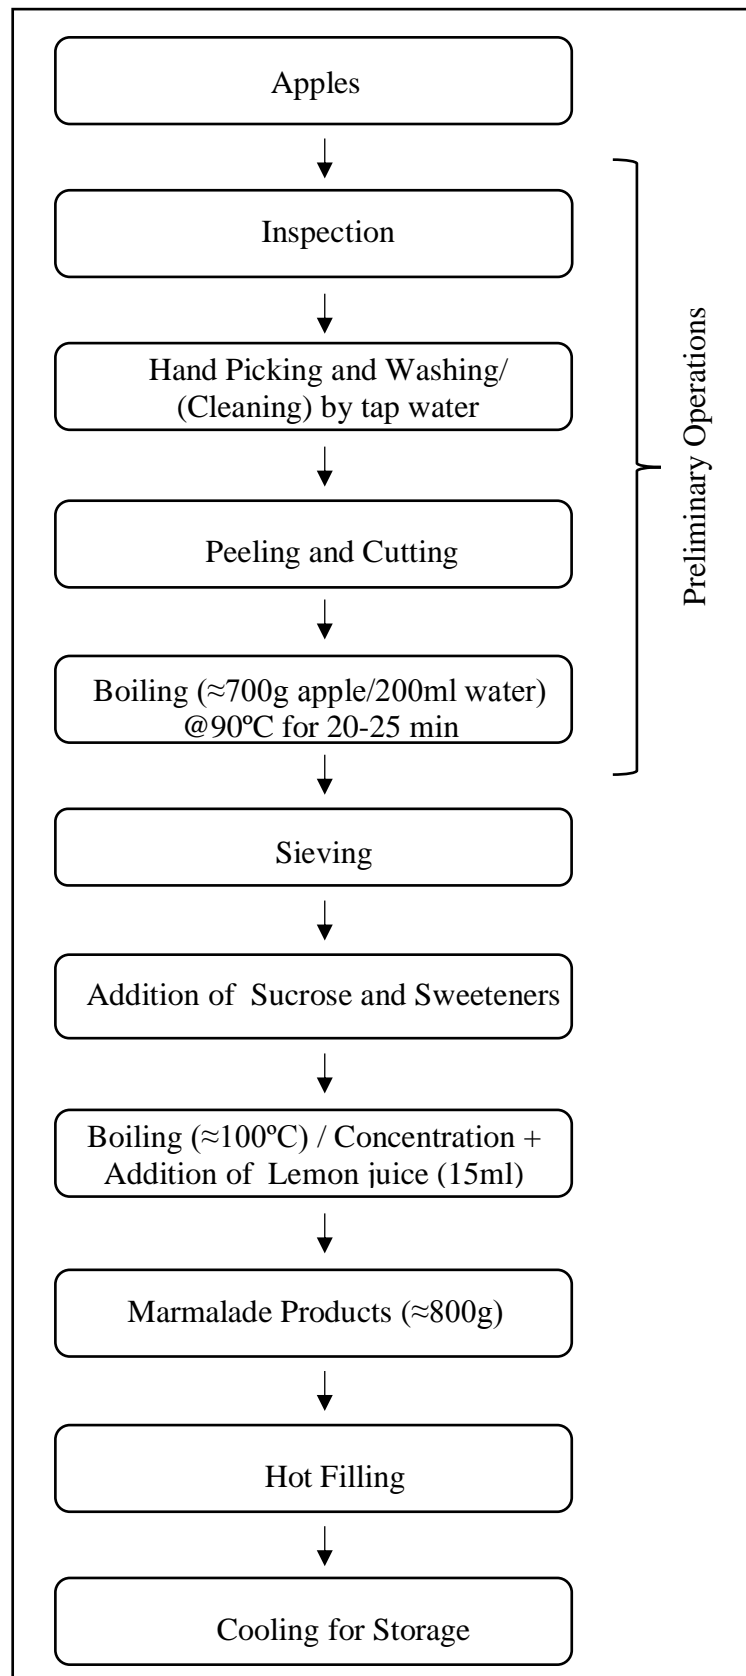 Apples
Inspection
Hand Picking and Washing/
(Cleaning) by tap water
Peeling and Cutting
Boiling (≈700g apple/200ml water)
@90ºC for 20-25 min
Preliminary Operations
Sieving
Addition of Sucrose and Sweeteners
Boiling (≈100ºC) / Concentration +
Addition of Lemon juice (15ml)
Marmalade Products (≈800g)
Hot Filling
Cooling for Storage